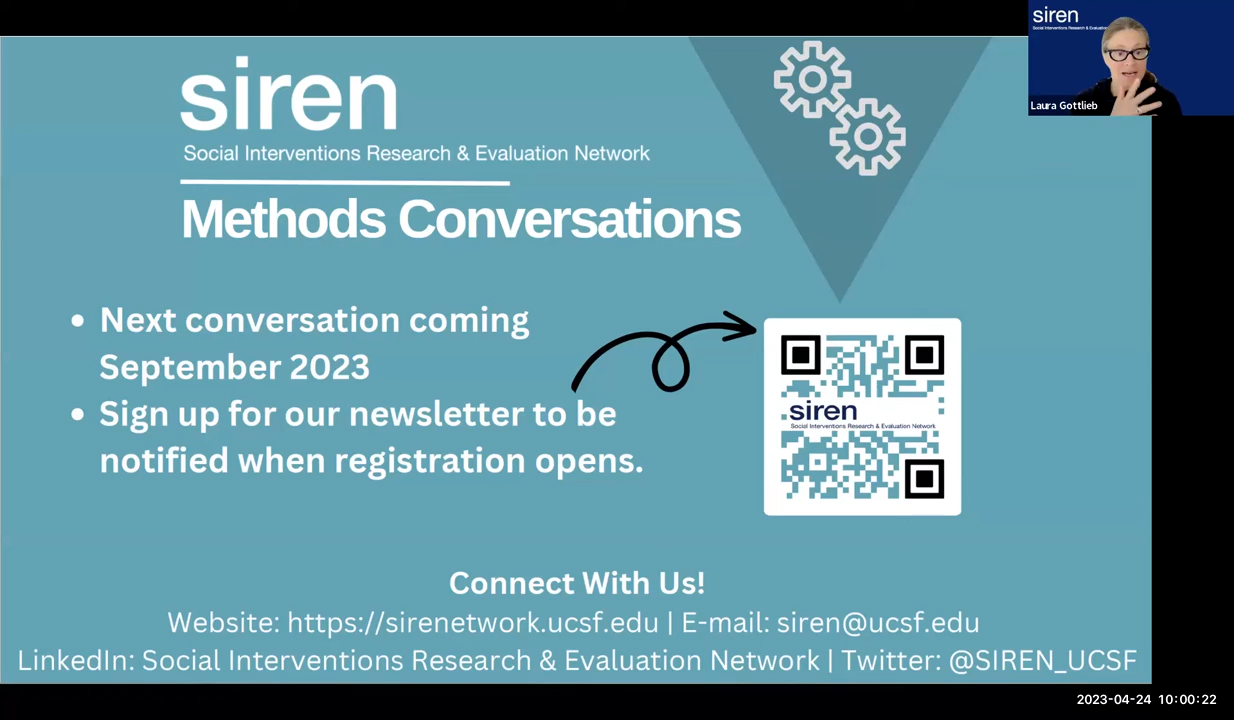 siren
Social Interventions Research & Evaluation Network
Methods Conversations
• Next conversation coming
September 2023
• Sign up for our newsletter to be
notified when registration opens.
siren
Social Interventions Research & Evaluation Network
Connect With Us!
Website: https://sirenetwork.ucsf.edu | E-mail: siren@ucsf.edu
LinkedIn: Social Interventions Research & Evaluation Network | Twitter: @SIREN_UCSF
siren
Social Interventions Research & Evaluation
Laura Gottlieb
2023-04-24 10:00:22